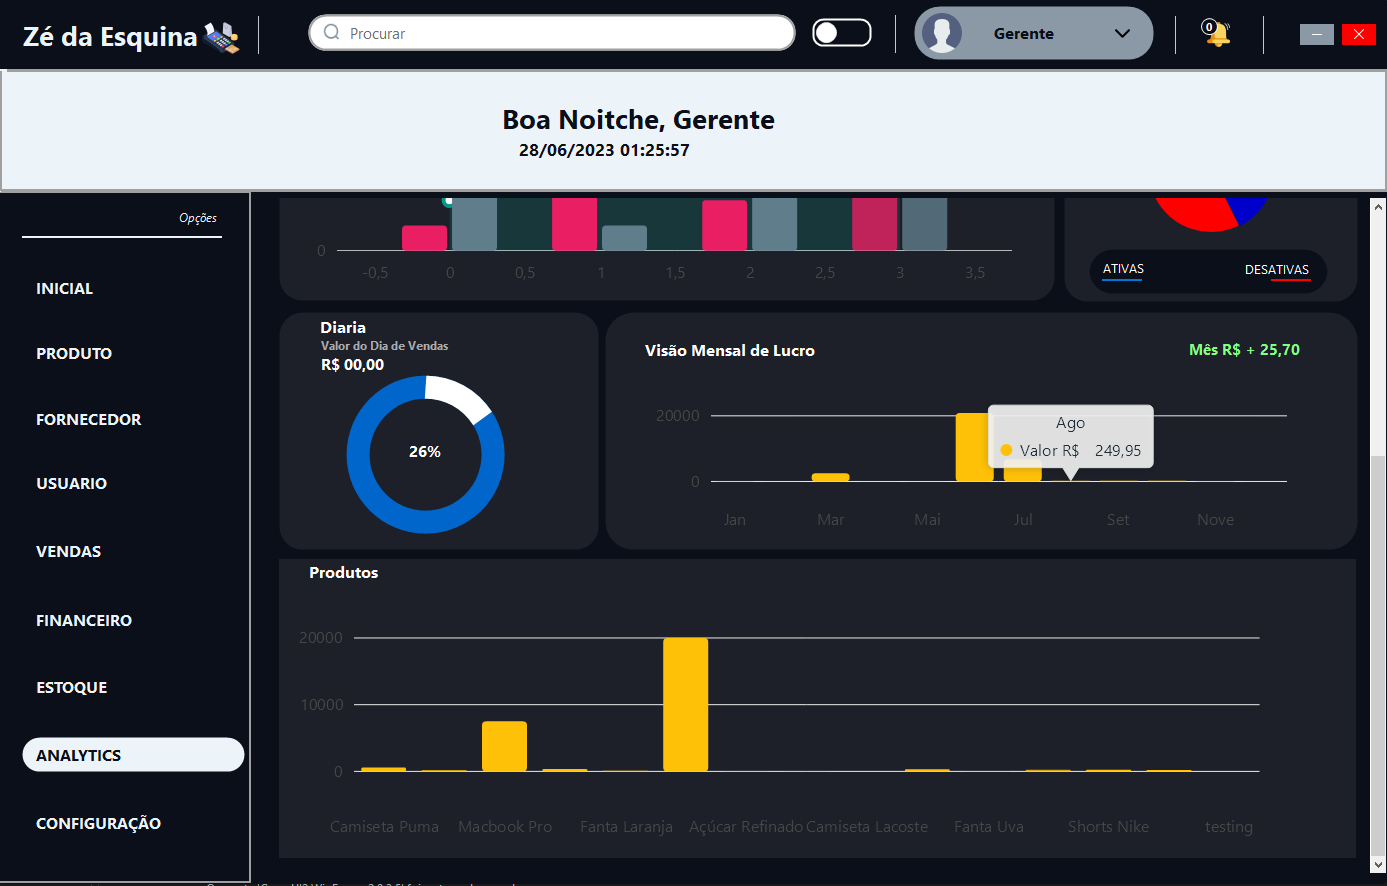 Zé da Esquina
Procurar
Gerente
0
Boa Noitche, Gerente
28/06/2023 01:25:57
Opções
INICIAL
PRODUTO
FORNECEDOR
USUARIO
VENDAS
FINANCEIRO
ESTOQUE
ANALYTICS
CONFIGURAÇÃO
0
-0,5 0 0,5 1 1,5 2 2,5 3 3,5
ATIVAS DESATIVAS
Diaria
Valor do Dia de Vendas
R$ 00,00
26%
Visão Mensal de Lucro
Mês R$ + 25,70
20000
0
Ago
Valor R$ 249,95
Jan Mar Mai Jul Set Nove
Produtos
20000
10000
0
Camiseta Puma Macbook Pro Fanta Laranja Açúcar Refinado Camiseta Lacoste Fanta Uva Shorts Nike testing